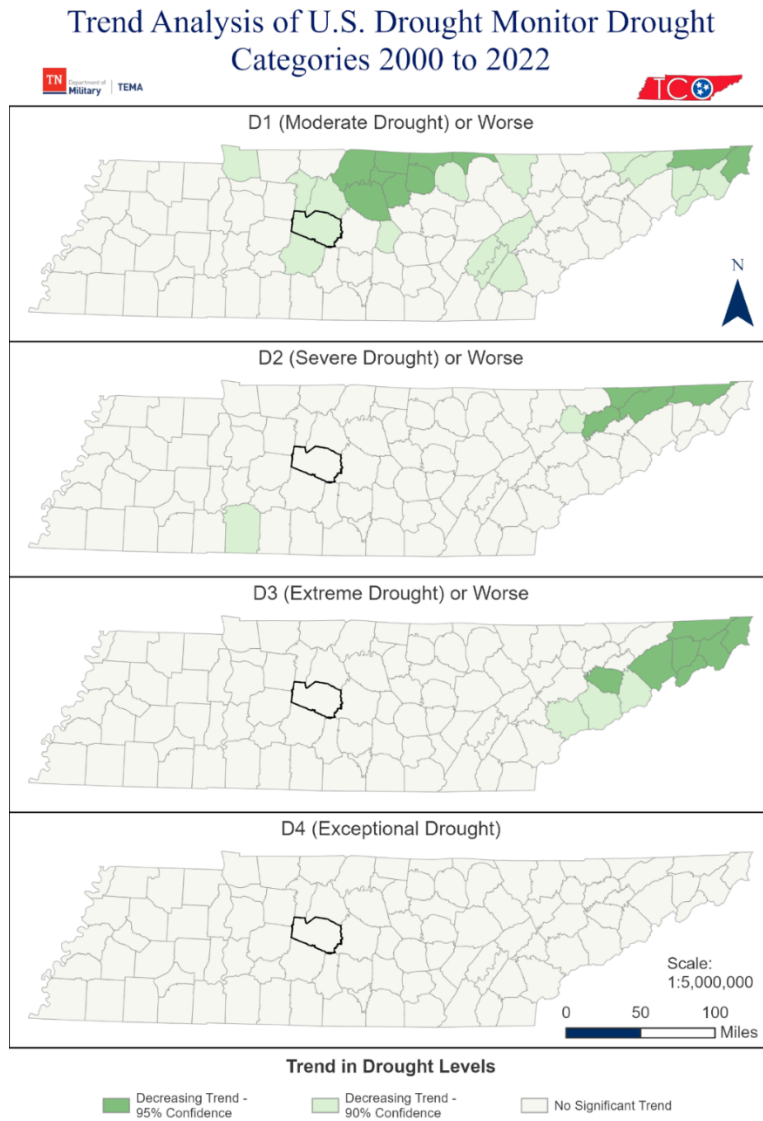 Trend Analysis of U.S. Drought Monitor Drought
Categories 2000 to 2022
TN
Department of
Military
TEMA
TCO
D1 (Moderate Drought) or Worse
N
D2 (Severe Drought) or Worse
D3 (Extreme Drought) or Worse
D4 (Exceptional Drought)
Scale:
1:5,000,000
0 50 100
Miles
Trend in Drought Levels
Decreasing Trend -
95% Confidence
Decreasing Trend -
90% Confidence
No Significant Trend